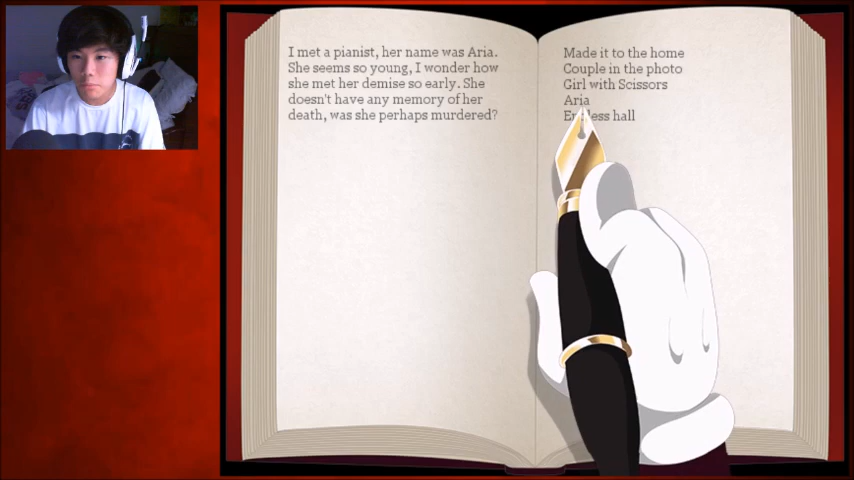 I met a pianist, her name was Aria.
She seems so young, I wonder how
she met her demise so early. She
doesn't have any memory of her
death, was she perhaps murdered?
Made it to the home
Couple in the photo
Girl with Scissors
Aria
Endless hall